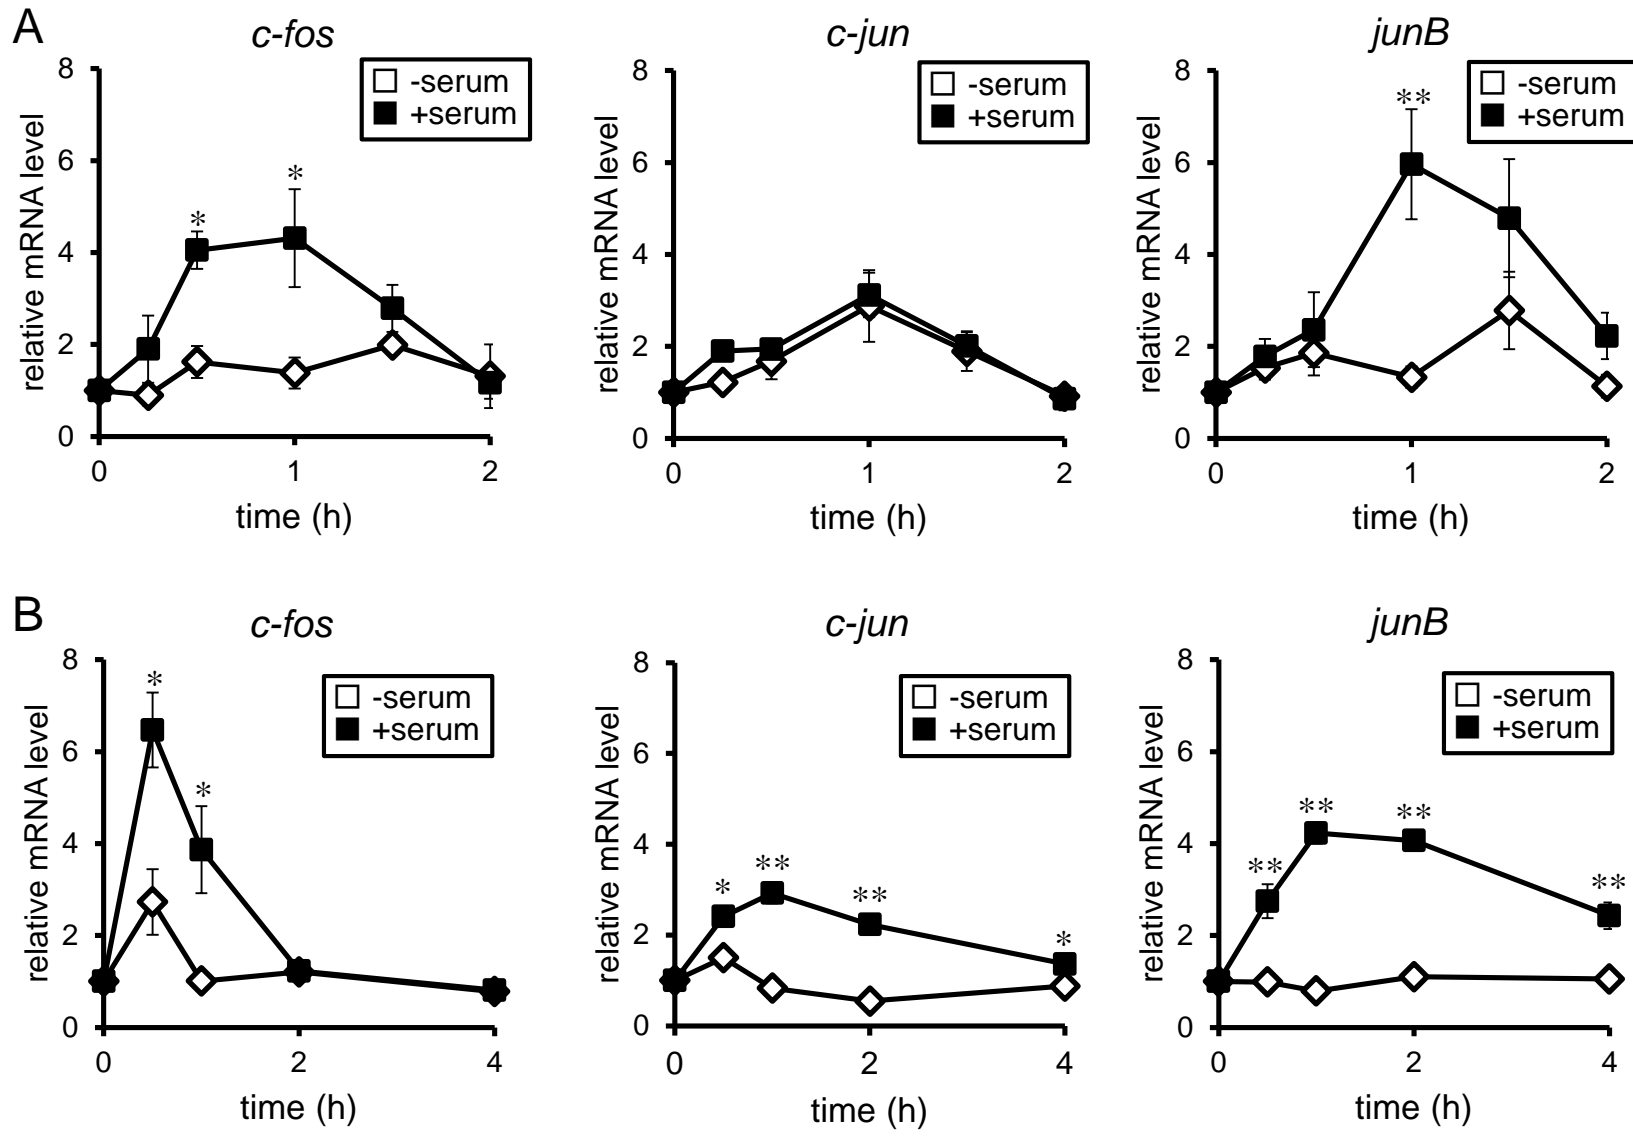 A
c-fos
c-jun
junB
-serum
+serum
-serum
+serum
-serum
+serum
relative mRNA level
8
6
4
2
0
0
1
2
time (h)
relative mRNA level
8
6
4
2
0
0
1
2
time (h)
relative mRNA level
8
6
4
2
0
0
1
2
time (h)
*
*
**
B
c-fos
c-jun
junB
-serum
+serum
-serum
+serum
-serum
+serum
relative mRNA level
8
6
4
2
0
0
2
4
time (h)
relative mRNA level
8
6
4
2
0
0
2
4
time (h)
relative mRNA level
8
6
4
2
0
0
2
4
time (h)
*
*
*
**
**
*
**
**
**
**